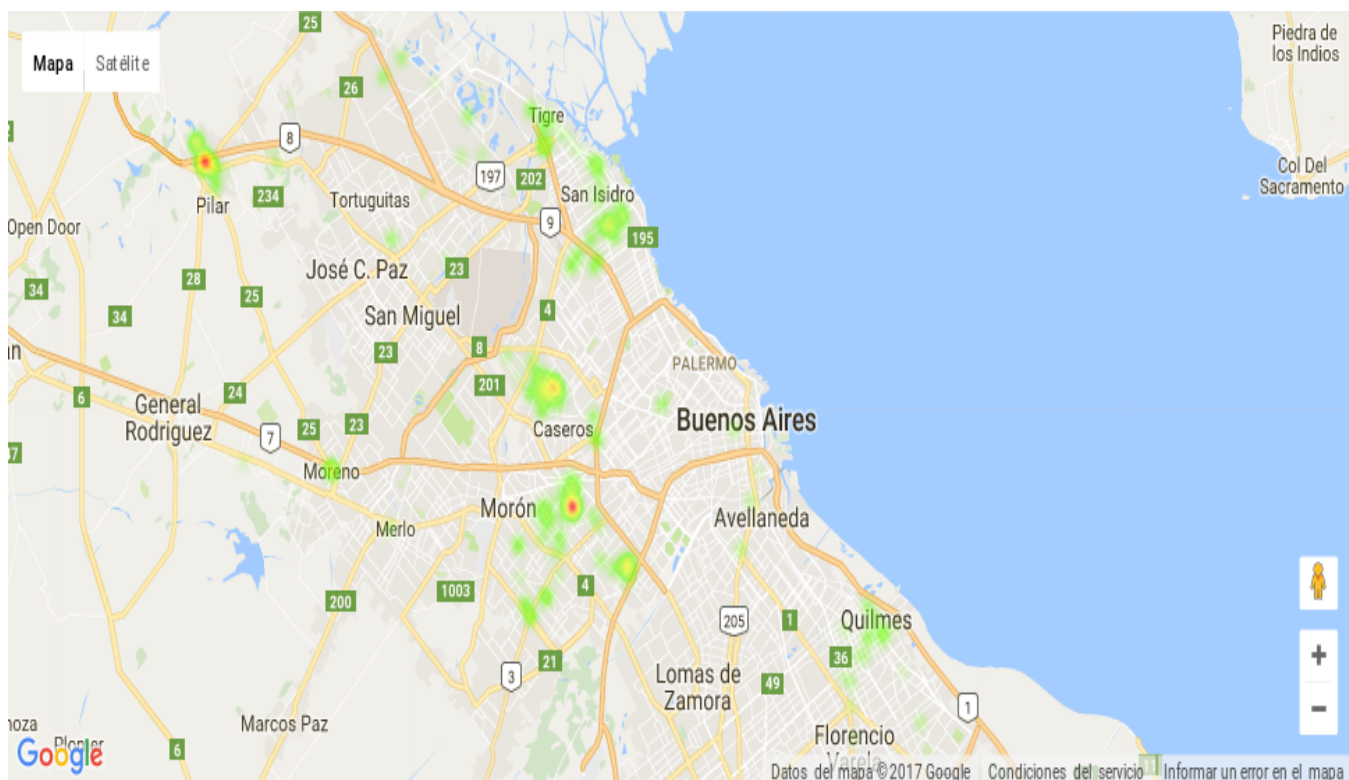 25
Piedra de
los Indios
Mapa
Satélite
26
Tigre
8
197
202
Col Del
Sacramento
234
Tortuguitas
San Isidro
Pilar
9
Open Door
195
José C. Paz
23
28
25
34
34
4
San Miguel
8
23
PALERMO
201
6
24
General
Rodriguez
Buenos Aires
25
23
7
Caseros
Moreno
Morón
Avellaneda
Merlo
4
1003
200
205
1
Quilmes
36
21
3
Lomas de
Zamora
49
1
Marcos Paz
Florencio
Varela
6
Google
Datos del mapa © 2017 Google
Condiciones del servicio
Informar un error en el mapa